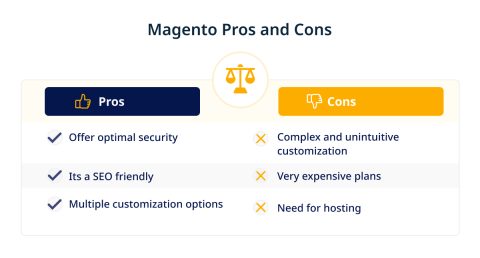 Magento Pros and Cons
Pros
Offer optimal security
Its a SEO friendly
Multiple customization options
Cons
Complex and unintuitive
customization
Very expensive plans
Need for hosting